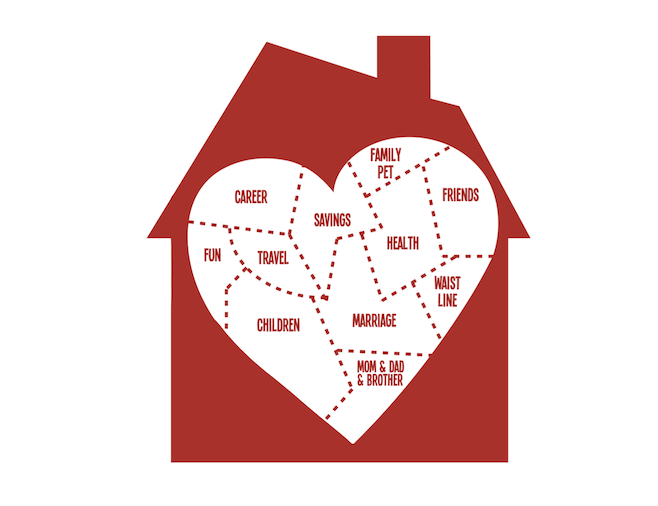 FAMILY
PET
CAREER
FRIENDS
SAVINGS
HEALTH
FUN
TRAVEL
WAIST
LINE
CHILDREN
MARRIAGE
MOM & DAD
& BROTHER